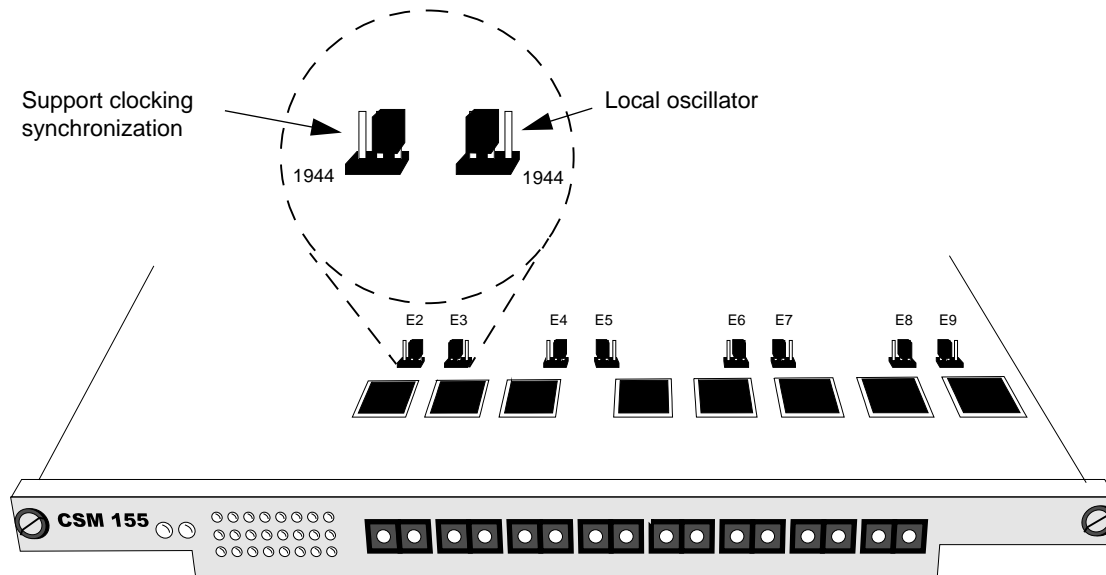 Support clocking
synchronization
Local oscillator
1944
1944
E2 E3 E4 E5 E6 E7 E8 E9
CSM 155